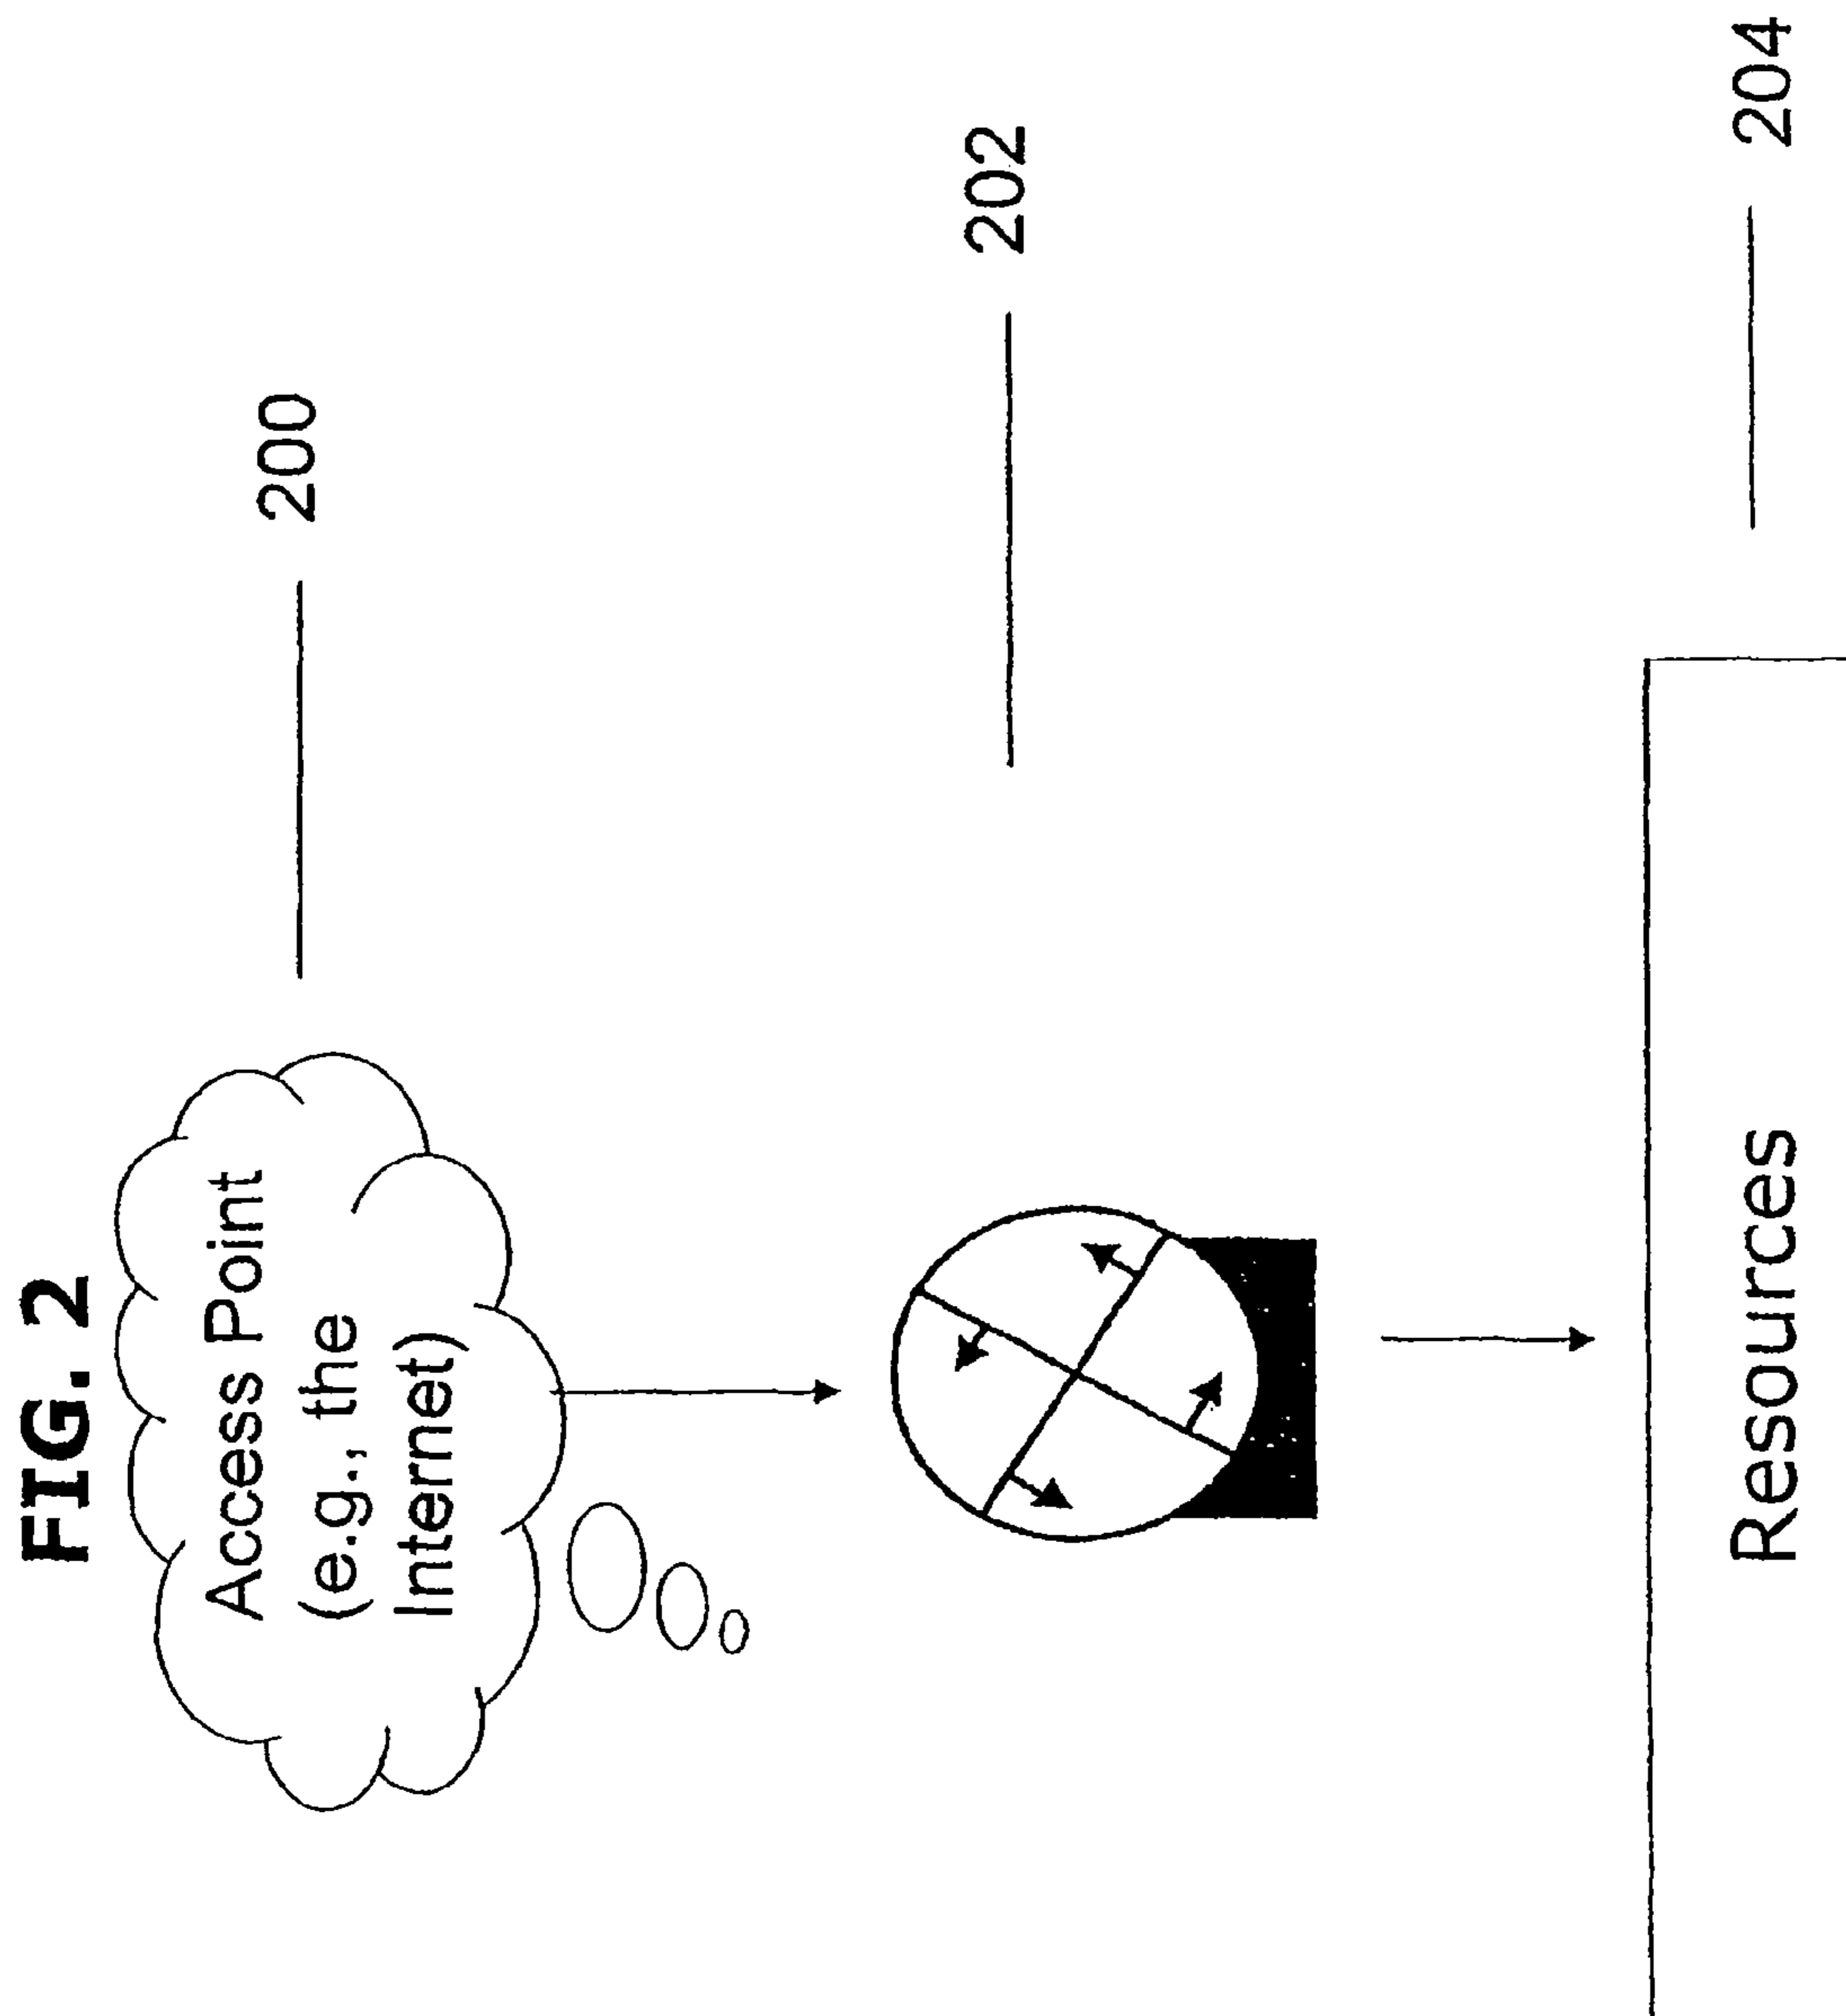 FIG. 2
Access Point
(e.g., the
Internet)
200
202
Resources
204